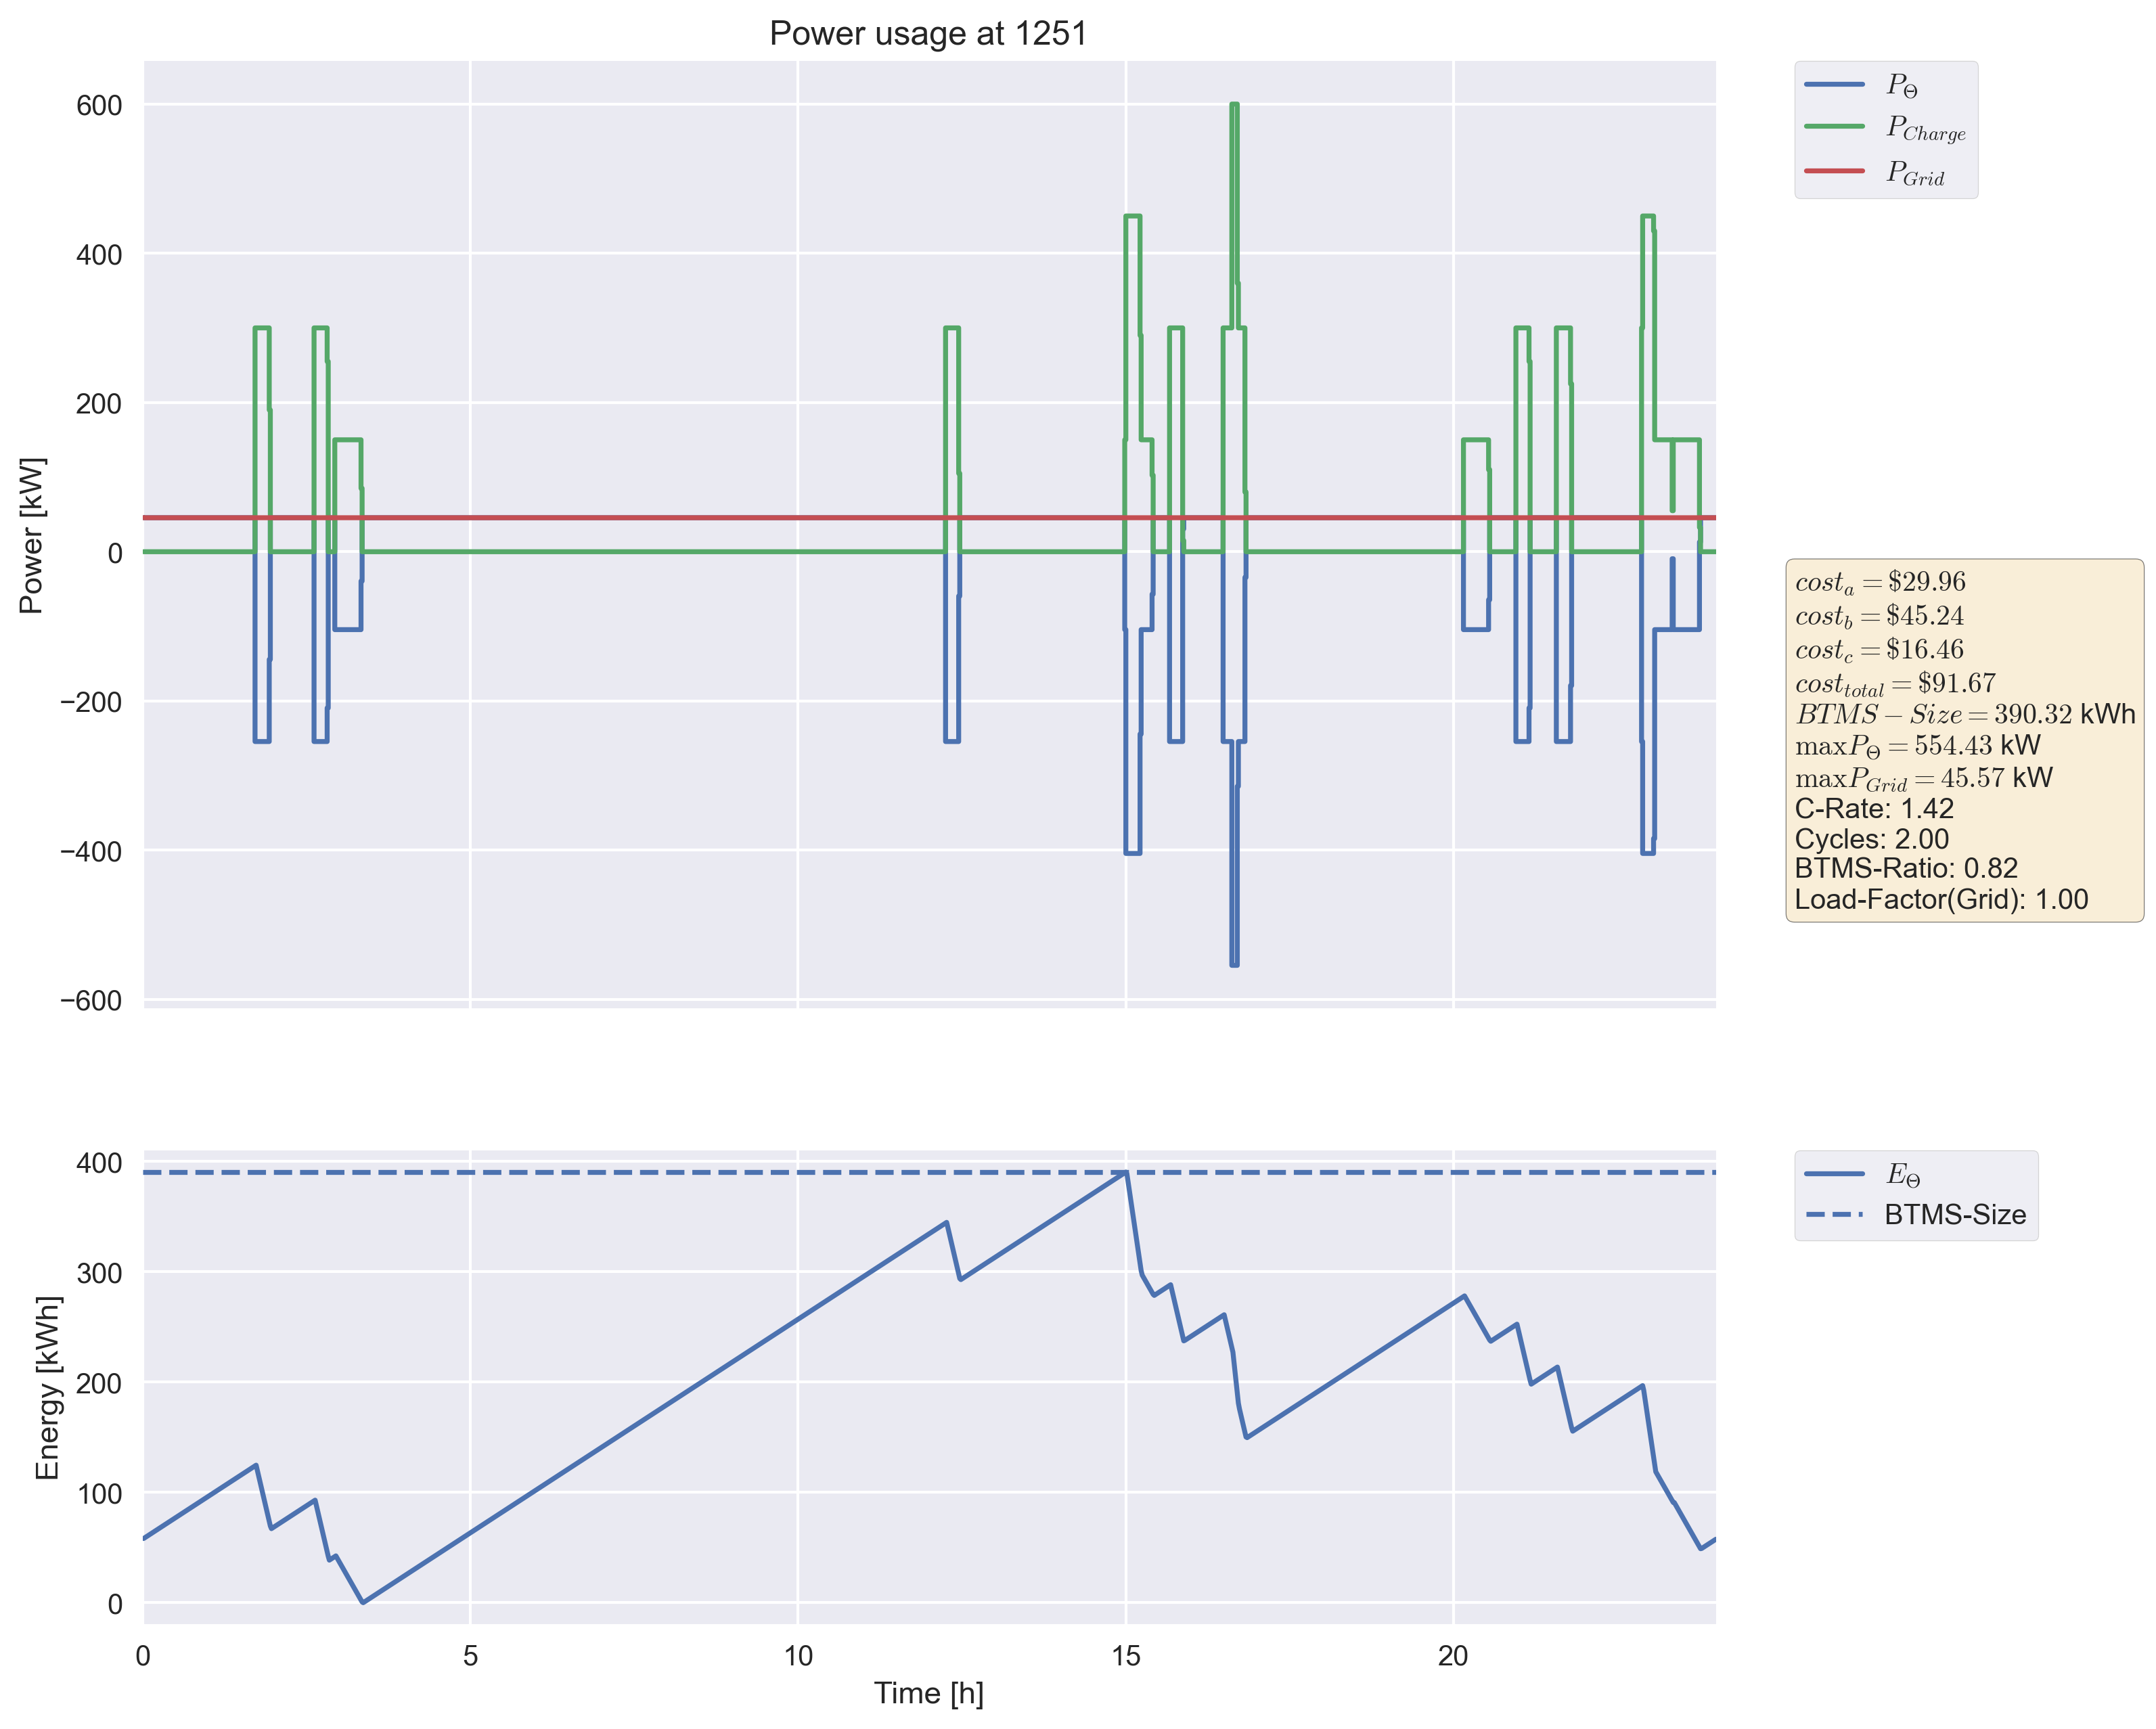 Power usage at 1251
600
400
200
0
−200
−400
−600
Power [kW]
P_Θ
P_Charge
P_Grid
cost_a = $29.96
cost_b = $45.24
cost_c = $16.46
cost_total = $91.67
BTMS − Size = 390.32 kWh
max P_Θ = 554.43 kW
max P_Grid = 45.57 kW
C-Rate: 1.42
Cycles: 2.00
BTMS-Ratio: 0.82
Load-Factor(Grid): 1.00
400
300
200
100
0
Energy [kWh]
E_Θ
BTMS-Size
0 5 10 15 20
Time [h]